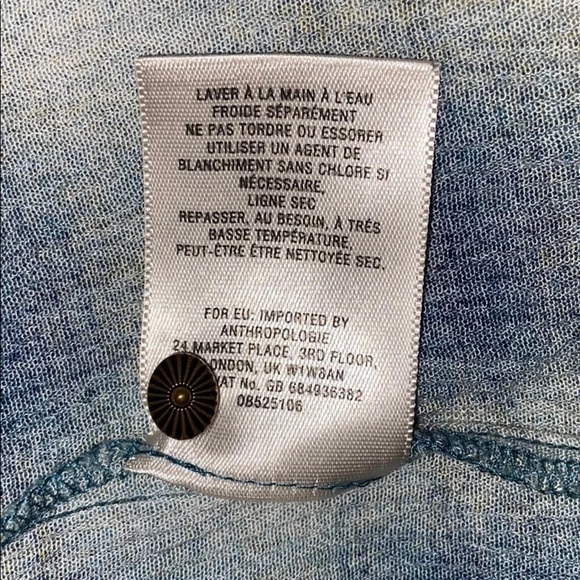 LAVER À LA MAIN À L'EAU
FROIDE SÉPARÉMENT
NE PAS TORDRE OU ESSORER
UTILISER UN AGENT DE
BLANCHIMENT SANS CHLORE SI
NÉCESSAIRE,
LIGNE SEC
REPASSER, AU BESOIN, À TRÉS
BASSE TEMPÉRATURE,
PEUT-ÊTRE ÊTRE NETTOYÉE SEC,
FOR EU: IMPORTED BY
ANTHROPOLOGIE
24 MARKET PLACE, 3RD FLOOR,
LONDON, UK W1W8AN
VAT No. GB 684936382
OB525106